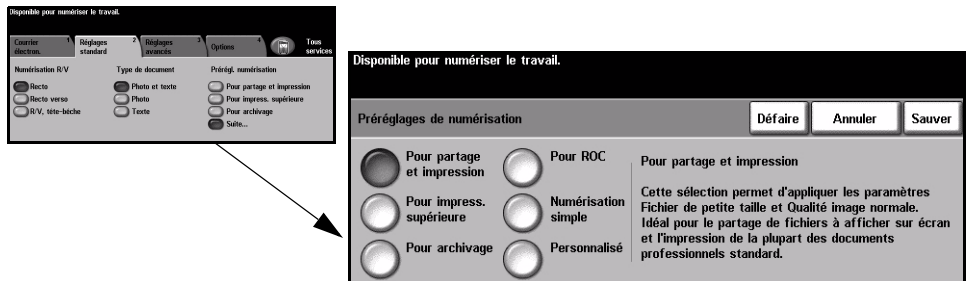 Disponible pour numériser le travail.
Courrier électron. 1
Réglages standard 2
Réglages avancés 3
Options 4
Tous services
Numérisation R/V
Recto
Recto verso
R/V, tête-bêche
Type de document
Photo et texte
Photo
Texte
Prérégl. numérisation
Pour partage et impression
Pour impress. supérieure
Pour archivage
Suite...
Disponible pour numériser le travail.
Préréglages de numérisation
Défaire
Annuler
Sauver
Pour partage
et impression
Pour impress.
supérieure
Pour archivage
Pour ROC
Numérisation
simple
Personnalisé
Pour partage et impression
Cette sélection permet d'appliquer les paramètres
Fichier de petite taille et Qualité image normale.
Idéal pour le partage de fichiers à afficher sur écran
et l'impression de la plupart des documents
professionnels standard.